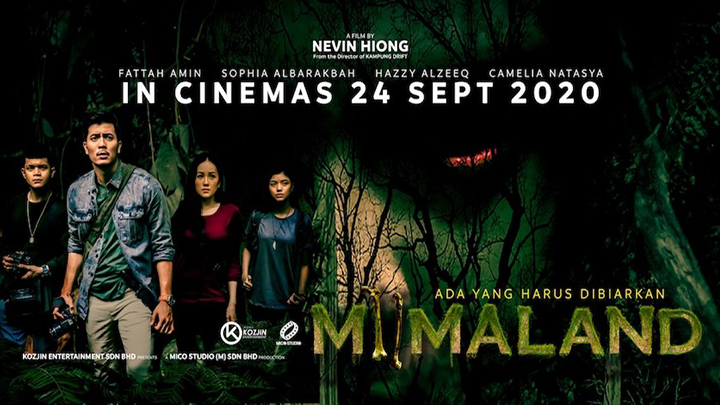 A FILM BY
NEVIN HIONG
From the Director of KAMPUNG DRIFT
FATTAH AMIN SOPHIA ALBARAKBAH HAZZY ALZEEQ CAMELIA NATASYA
IN CINEMAS 24 SEPT 2020
ADA YANG HARUS DIBIARKAN
MIIMALAND
KOZJIN
ENTERTAINMENT
MICO STUDIO
KOZJIN ENTERTAINMENT SDN BHD PRESENTS A MICO STUDIO (M) SDN BHD PRODUCTION